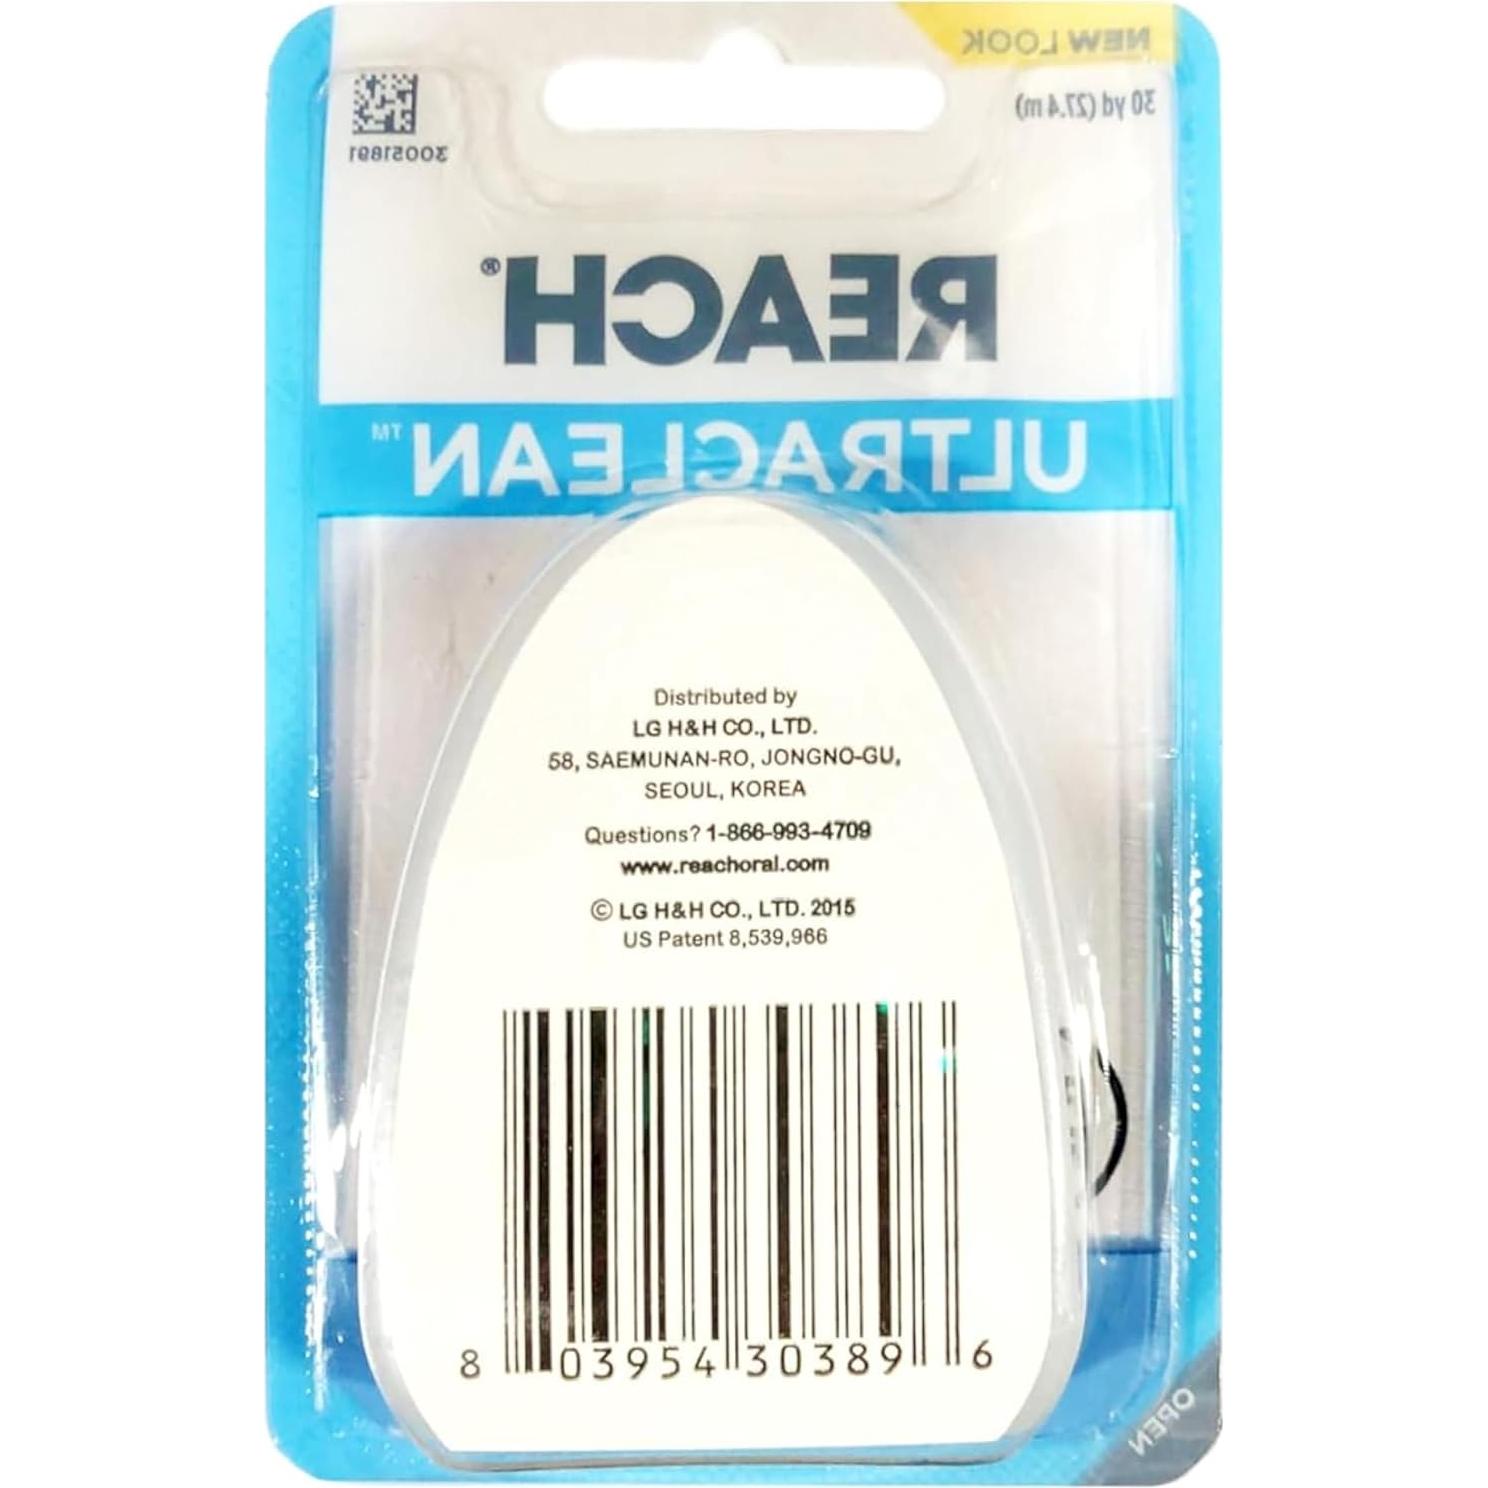 NEW LOOK
30 yd (27.4 m)
30051891
REACH®
ULTRACLEAN™
Distributed by
LG H&H CO., LTD.
58, SAEMUNAN-RO, JONGNO-GU,
SEOUL, KOREA
Questions? 1-866-993-4709
www.reachoral.com
© LG H&H CO., LTD. 2015
US Patent 8,539,966
8 03954 30389 6
OPEN